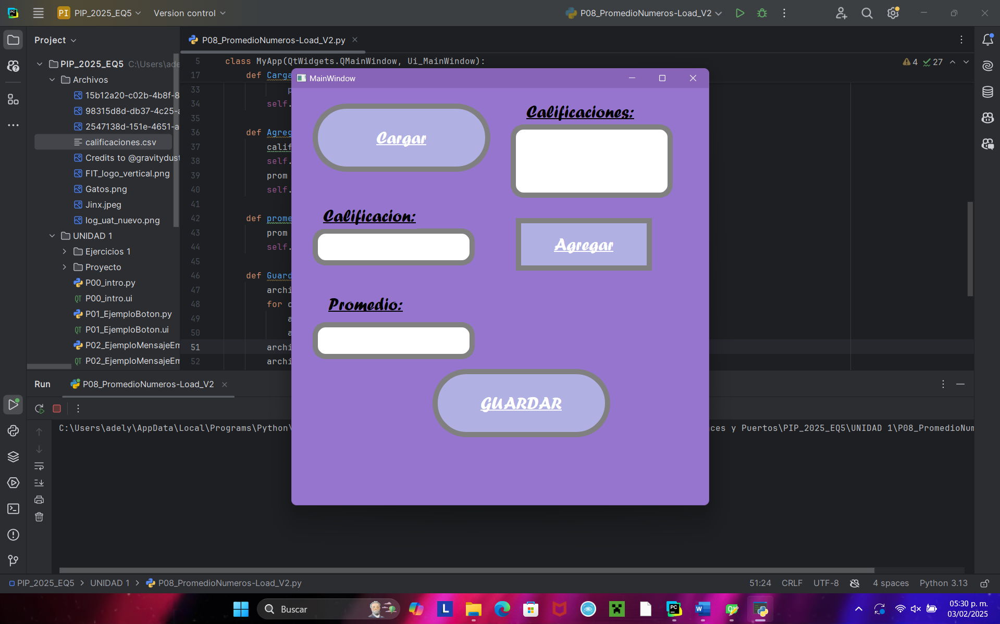 PI PIP_2025_EQ5 Version control P08_PromedioNumeros-Load_V2
Project
P08_PromedioNumeros-Load_V2.py
PIP_2025_EQ5 C:\Users\ade
Archivos
15b12a20-c02b-4b8f-8
98315d8d-db37-4c25-a
2547138d-151e-4651-a
calificaciones.csv
Credits to @gravitydust
FIT_logo_vertical.png
Gatos.png
Jinx.jpeg
log_uat_nuevo.png
UNIDAD 1
Ejercicios 1
Proyecto
P00_intro.py
P00_intro.ui
P01_EjemploBoton.py
P01_EjemploBoton.ui
P02_EjemploMensajeEm
P02_EjemploMensajeEm
5 class MyApp(QtWidgets.QMainWindow, Ui_MainWindow):
4 27
17 def Carga
33 p
34 self.
35
36 def Agreg
37 calif
38 self.
39 prom
40 self.
41
42 def prome
43 prom
44 self.
45
46 def Guard
47 archi
48 for c
49 a
50 a
51 archi
52 archi
MainWindow
Cargar
Calificaciones:
Calificacion:
Agregar
Promedio:
GUARDAR
Run P08_PromedioNumeros-Load_V2
C:\Users\adely\AppData\Local\Programs\Python\
ces y Puertos\PIP_2025_EQ5\UNIDAD 1\P08_PromedioNum
PIP_2025_EQ5 > UNIDAD 1 > P08_PromedioNumeros-Load_V2.py
51:24 CRLF UTF-8 4 spaces Python 3.13
Buscar
05:30 p. m.
03/02/2025